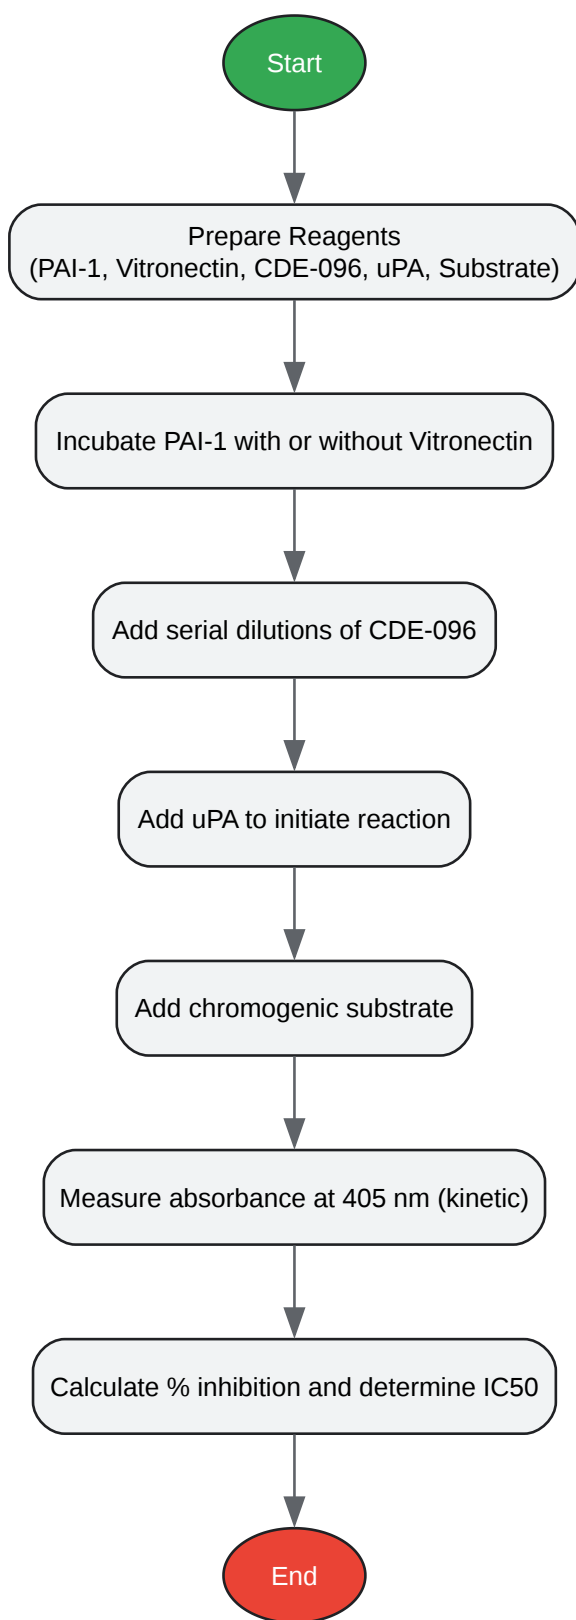 Start
Prepare Reagents
(PAI-1, Vitronectin, CDE-096, uPA, Substrate)
Incubate PAI-1 with or without Vitronectin
Add serial dilutions of CDE-096
Add uPA to initiate reaction
Add chromogenic substrate
Measure absorbance at 405 nm (kinetic)
Calculate % inhibition and determine IC50
End